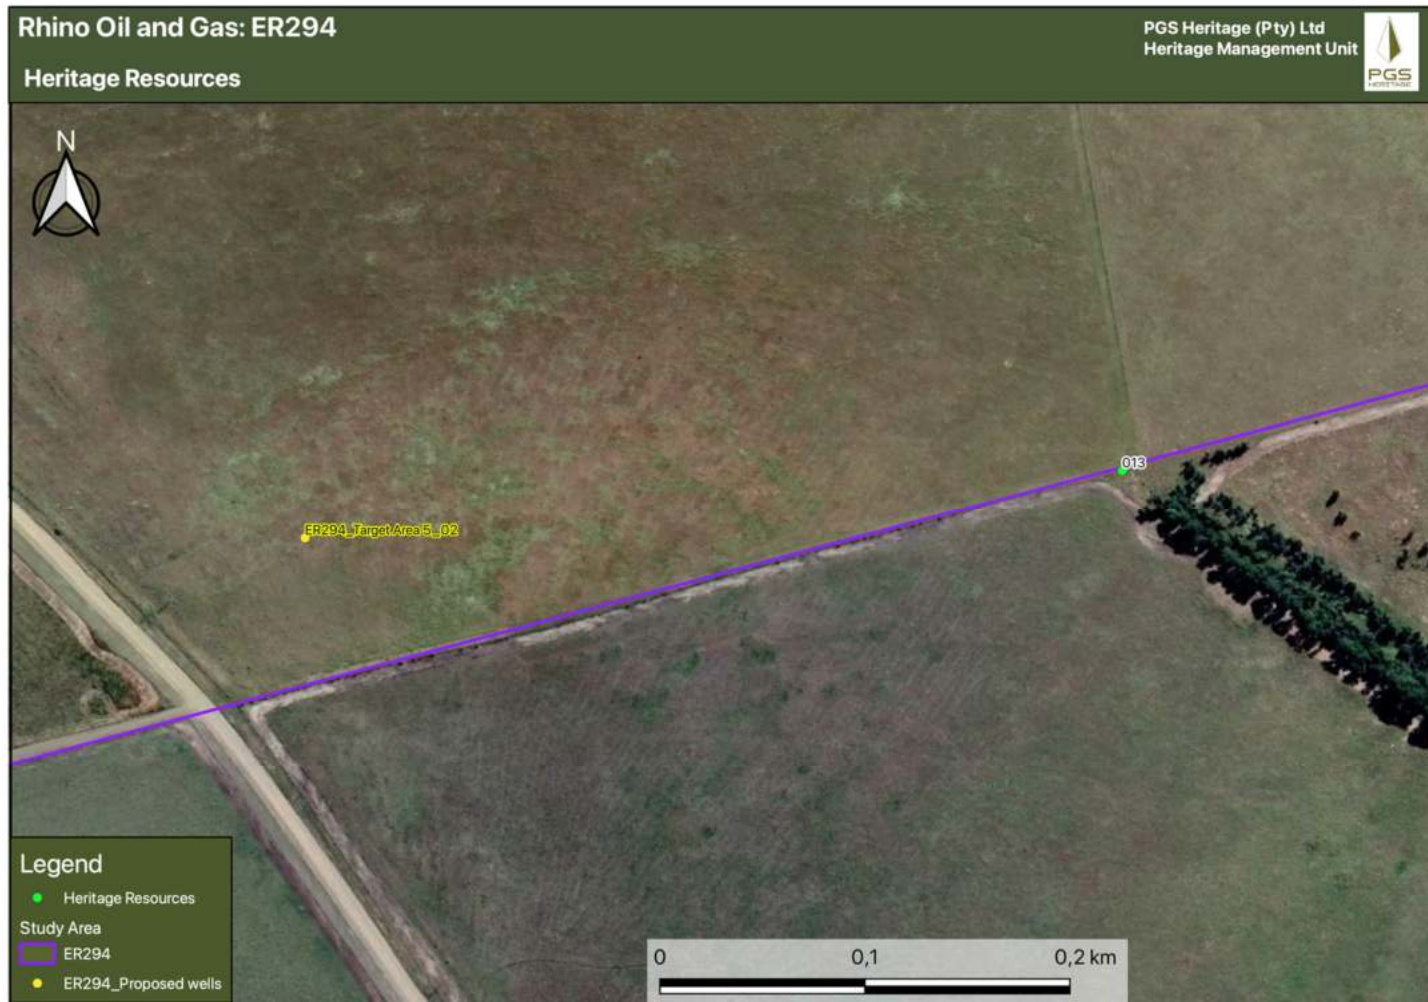 Rhino Oil and Gas: ER294
Heritage Resources
PGS Heritage (Pty) Ltd
Heritage Management Unit
PGS
HERITAGE
N
013
ER294_Target Area 5_02
Legend
Heritage Resources
Study Area
ER294
ER294_Proposed wells
0 0,1 0,2 km